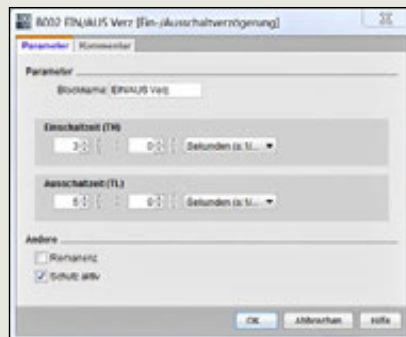 B002 EIN/AUS Verz [Ein-/Ausschaltverzögerung]
Parameter Kommentar
Parameter
Blockname: EIN/AUS Verz
Einschaltzeit (TH)
3 : 0 Sekunden (s:1/...
Ausschaltzeit (TL)
: 0 Sekunden (s:1/...
Andere
Remanenz
Schutz aktiv
OK Abbrechen Hilfe